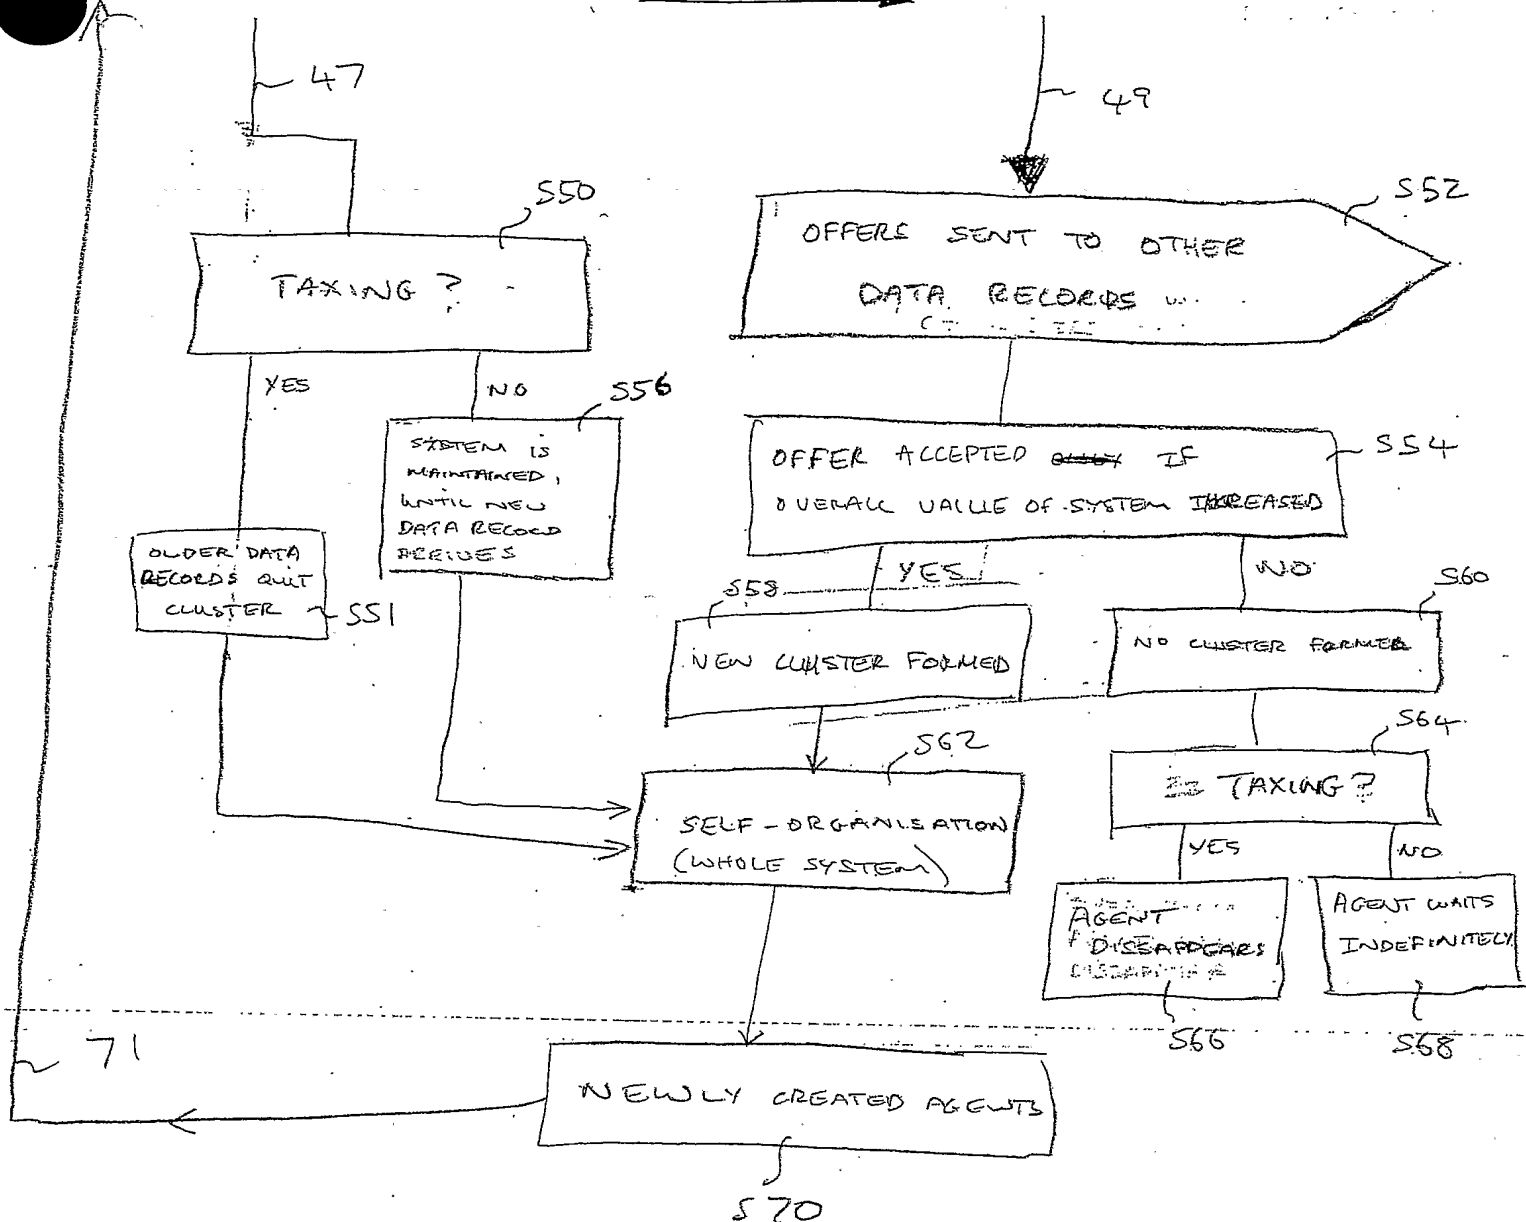 47
49
S50
S52
TAXING ?
OFFERS SENT TO OTHER
DATA RECORDS
YES
NO
S56
SYSTEM IS
MAINTAINED,
UNTIL NEW
DATA RECORD
ARRIVES
OFFER ACCEPTED IF
OVERALL VALUE OF SYSTEM INCREASED
S54
OLDER DATA
RECORDS QUIT
CLUSTER
S51
YES
NO
S58
S60
NEW CLUSTER FORMED
NO CLUSTER FORMED
S62
S64
TAXING ?
SELF-ORGANISATION
(WHOLE SYSTEM)
YES
NO
AGENT
DISSAPPEARS
AGENT WAITS
INDEFINITELY
S66
S68
71
NEWLY CREATED AGENTS
S70